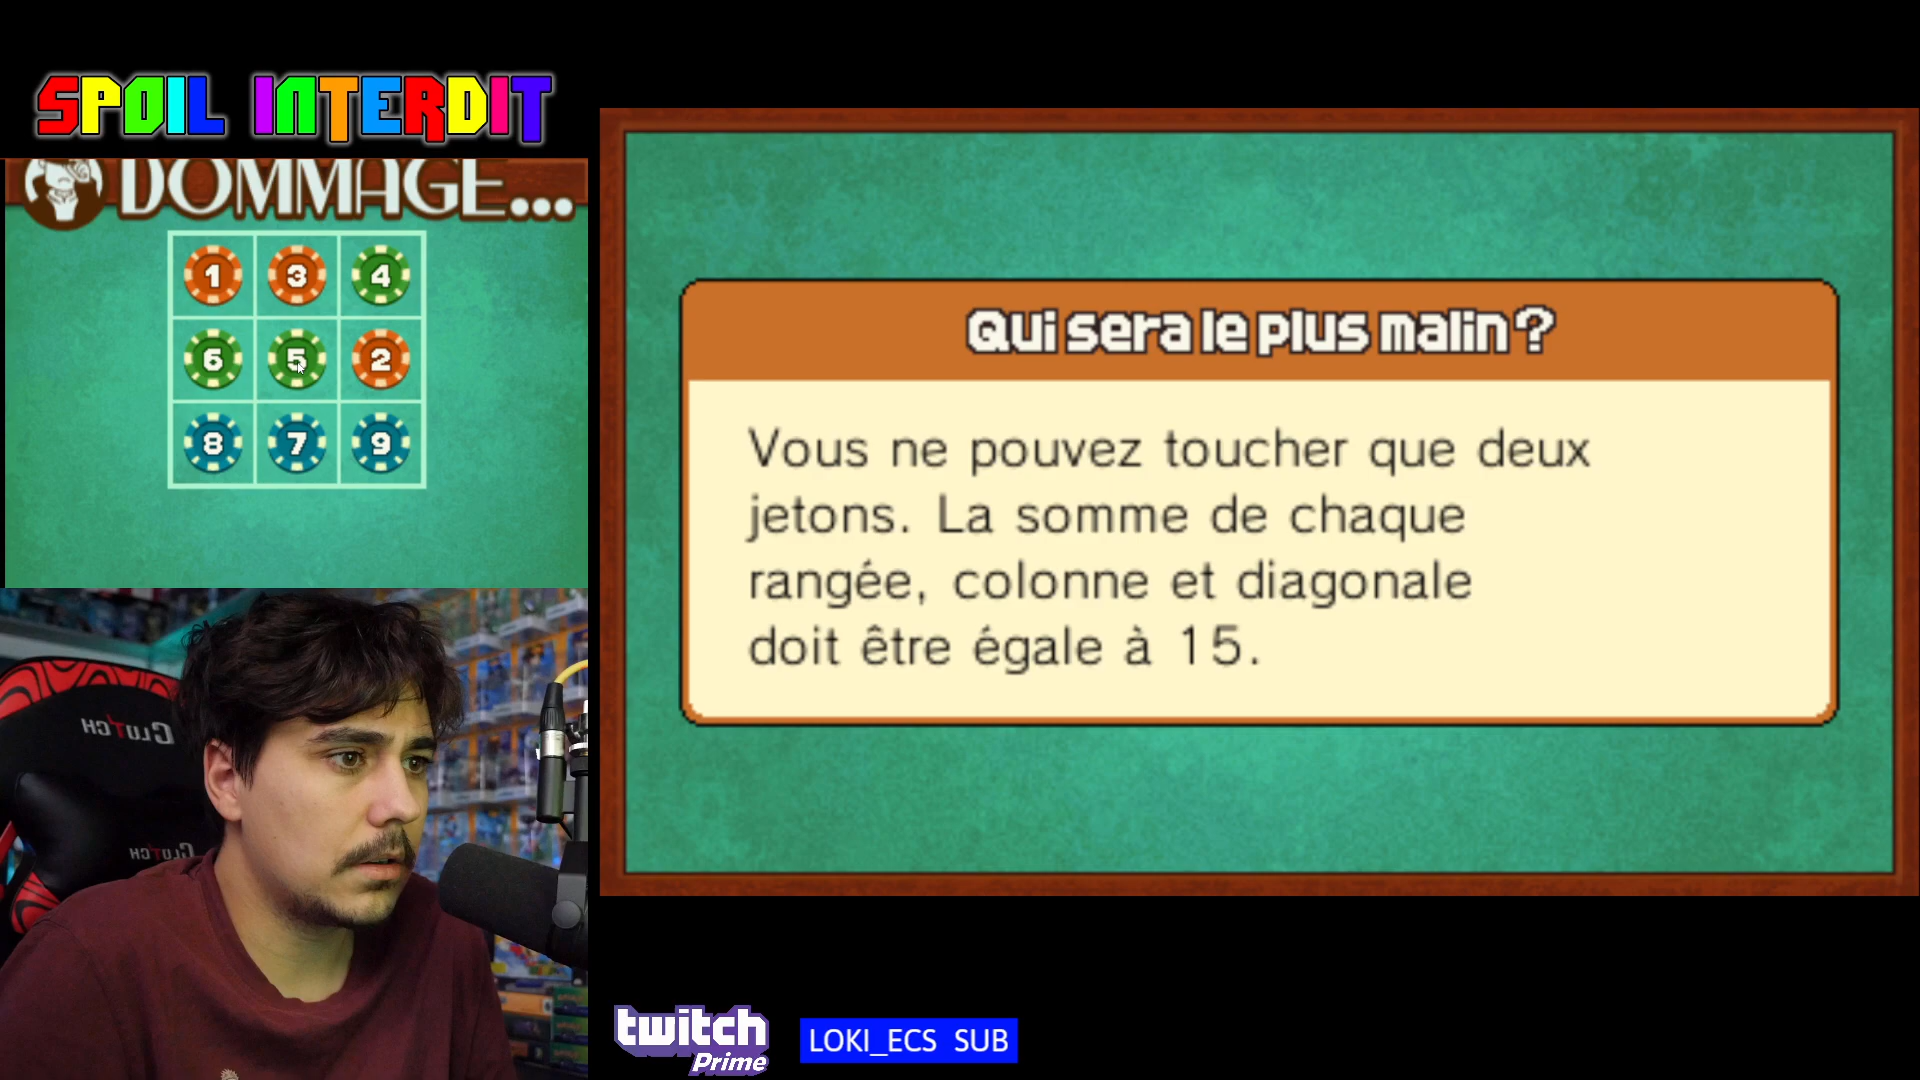 SPOIL INTERDIT
DOMMAGE...
1 3 4
6 5 2
8 7 9
Qui sera le plus malin ?
Vous ne pouvez toucher que deux
jetons. La somme de chaque
rangée, colonne et diagonale
doit être égale à 15.
CLUTCH
CLUTCH
twitch
Prime
LOKI_ECS SUB